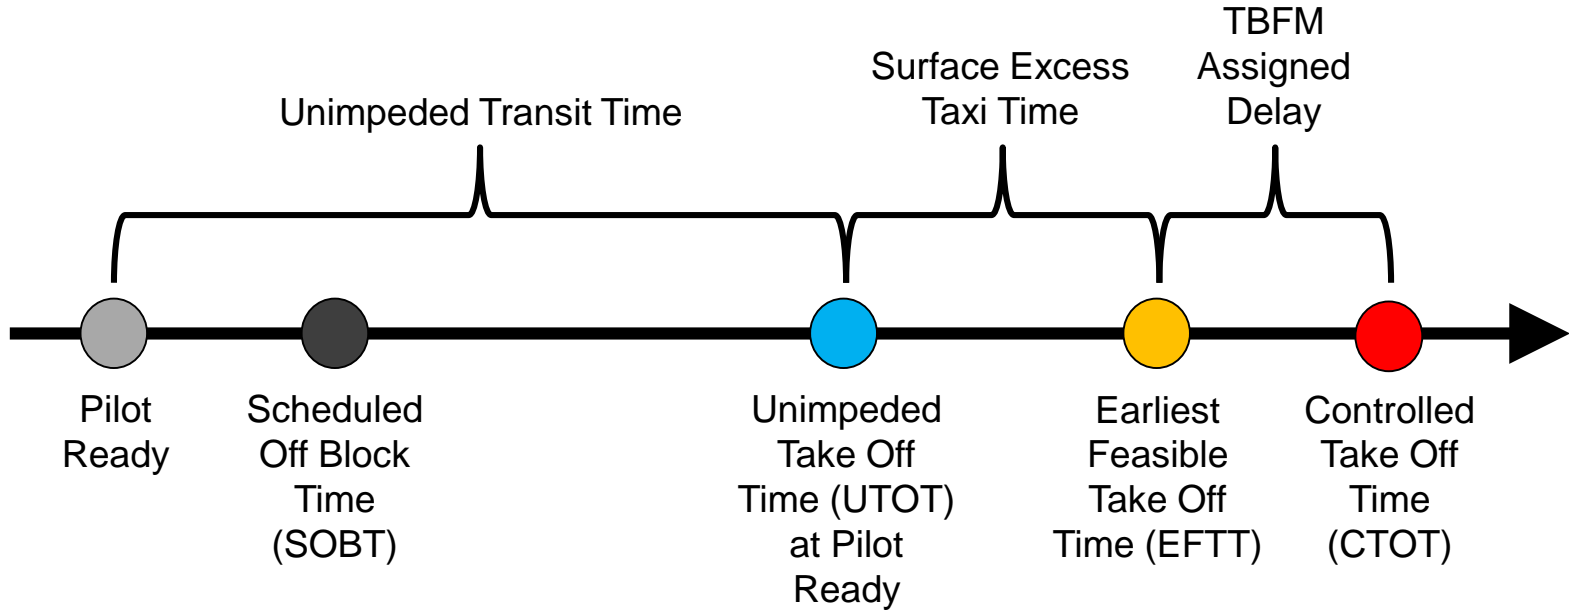 Unimpeded Transit Time
Surface Excess
Taxi Time
TBFM
Assigned
Delay
Pilot
Ready
Scheduled
Off Block
Time
(SOBT)
Unimpeded
Take Off
Time (UTOT)
at Pilot
Ready
Earliest
Feasible
Take Off
Time (EFTT)
Controlled
Take Off
Time
(CTOT)